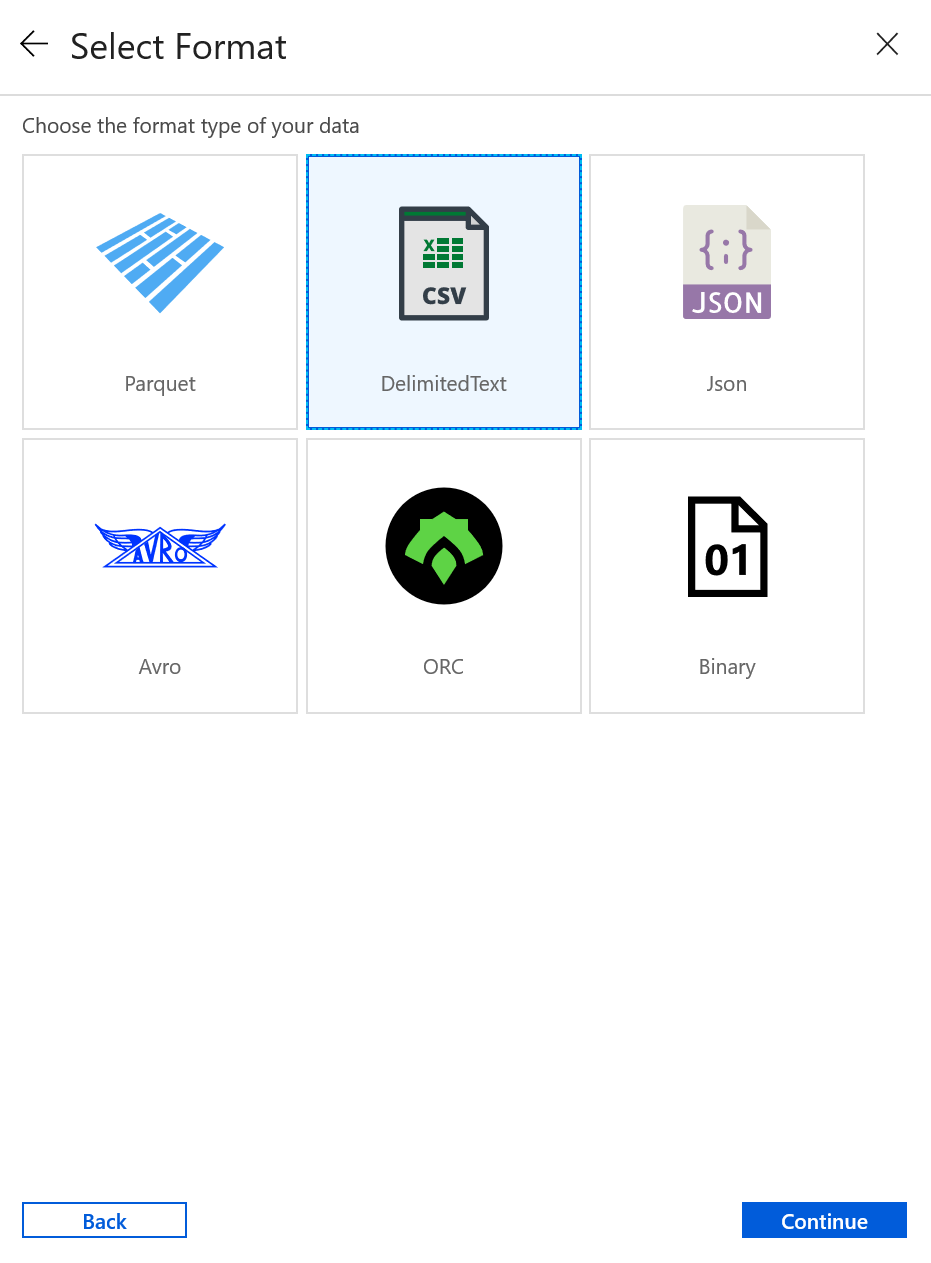 Select Format
Choose the format type of your data
X
CSV
{;}
JSON
Parquet
DelimitedText
Json
AVRO
01
Avro
ORC
Binary
Back
Continue